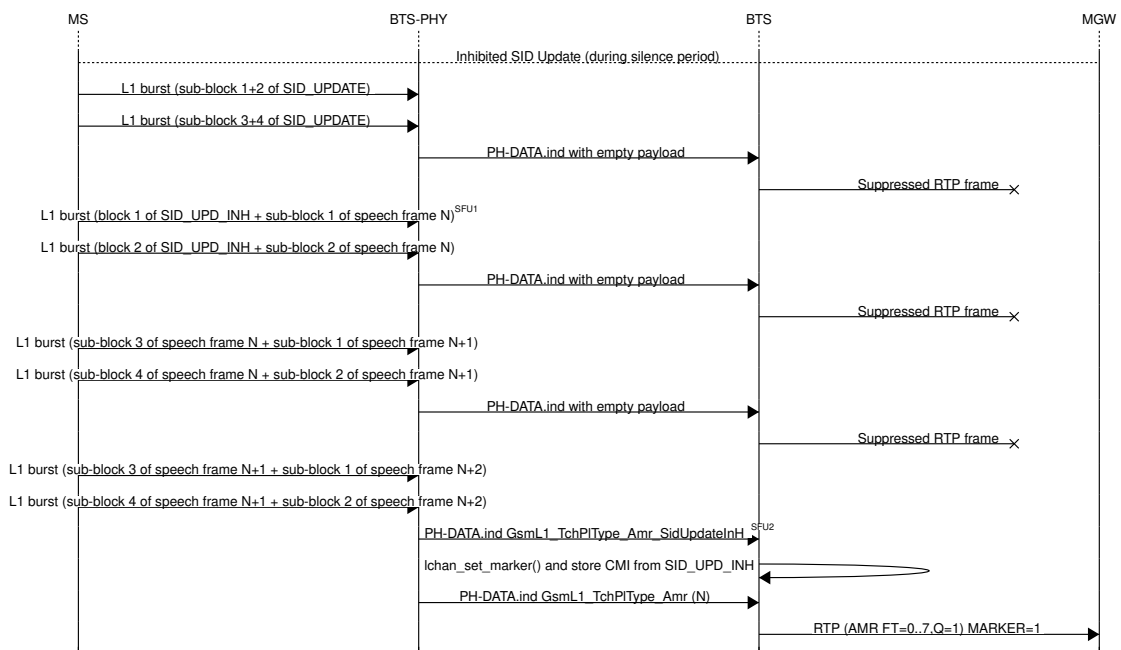 MS BTS-PHY BTS MGW
Inhibited SID Update (during silence period)
L1 burst (sub-block 1+2 of SID_UPDATE)
L1 burst (sub-block 3+4 of SID_UPDATE)
PH-DATA.ind with empty payload
Suppressed RTP frame
L1 burst (block 1 of SID_UPD_INH + sub-block 1 of speech frame N)SFU1
L1 burst (block 2 of SID_UPD_INH + sub-block 2 of speech frame N)
PH-DATA.ind with empty payload
Suppressed RTP frame
L1 burst (sub-block 3 of speech frame N + sub-block 1 of speech frame N+1)
L1 burst (sub-block 4 of speech frame N + sub-block 2 of speech frame N+1)
PH-DATA.ind with empty payload
Suppressed RTP frame
L1 burst (sub-block 3 of speech frame N+1 + sub-block 1 of speech frame N+2)
L1 burst (sub-block 4 of speech frame N+1 + sub-block 2 of speech frame N+2)
PH-DATA.ind GsmL1_TchPlType_Amr_SidUpdateInH SFU2
lchan_set_marker() and store CMI from SID_UPD_INH
PH-DATA.ind GsmL1_TchPlType_Amr (N)
RTP (AMR FT=0..7,Q=1) MARKER=1